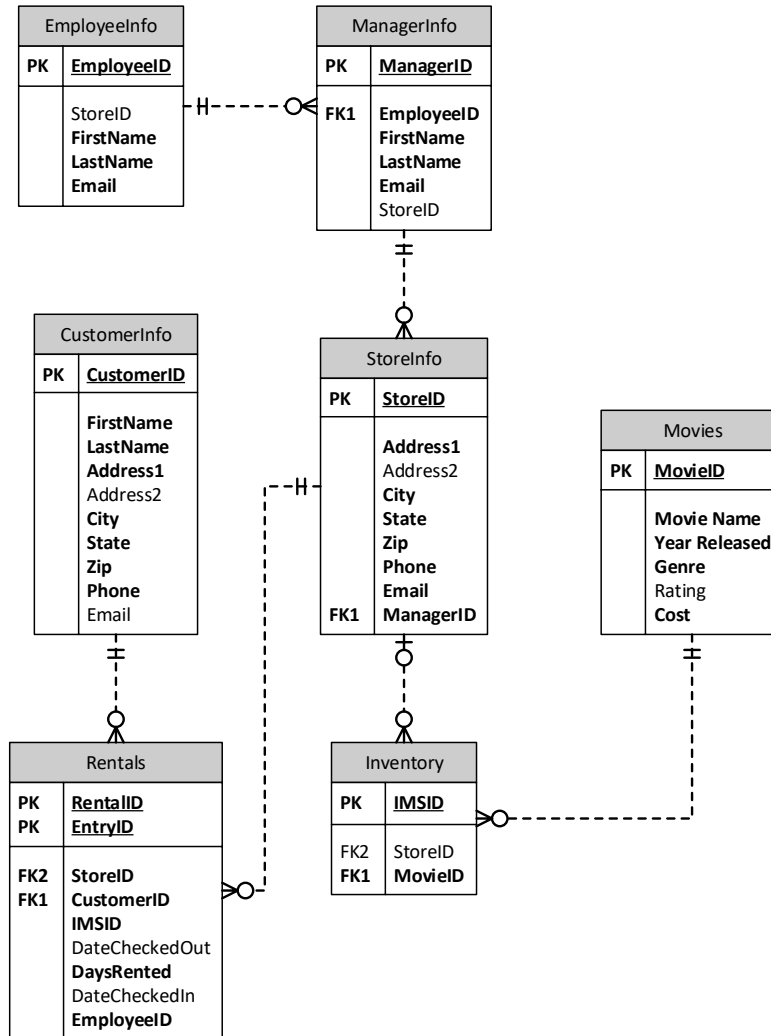 EmployeeInfo
PK EmployeeID
StoreID
FirstName
LastName
Email
ManagerInfo
PK ManagerID
FK1 EmployeeID
FirstName
LastName
Email
StoreID
CustomerInfo
PK CustomerID
FirstName
LastName
Address1
Address2
City
State
Zip
Phone
Email
StoreInfo
PK StoreID
Address1
Address2
City
State
Zip
Phone
Email
FK1 ManagerID
Movies
PK MovieID
Movie Name
Year Released
Genre
Rating
Cost
Rentals
PK RentalID
PK EntryID
FK2 StoreID
FK1 CustomerID
IMSID
DateCheckedOut
DaysRented
DateCheckedIn
EmployeeID
Inventory
PK IMSID
FK2 StoreID
FK1 MovieID